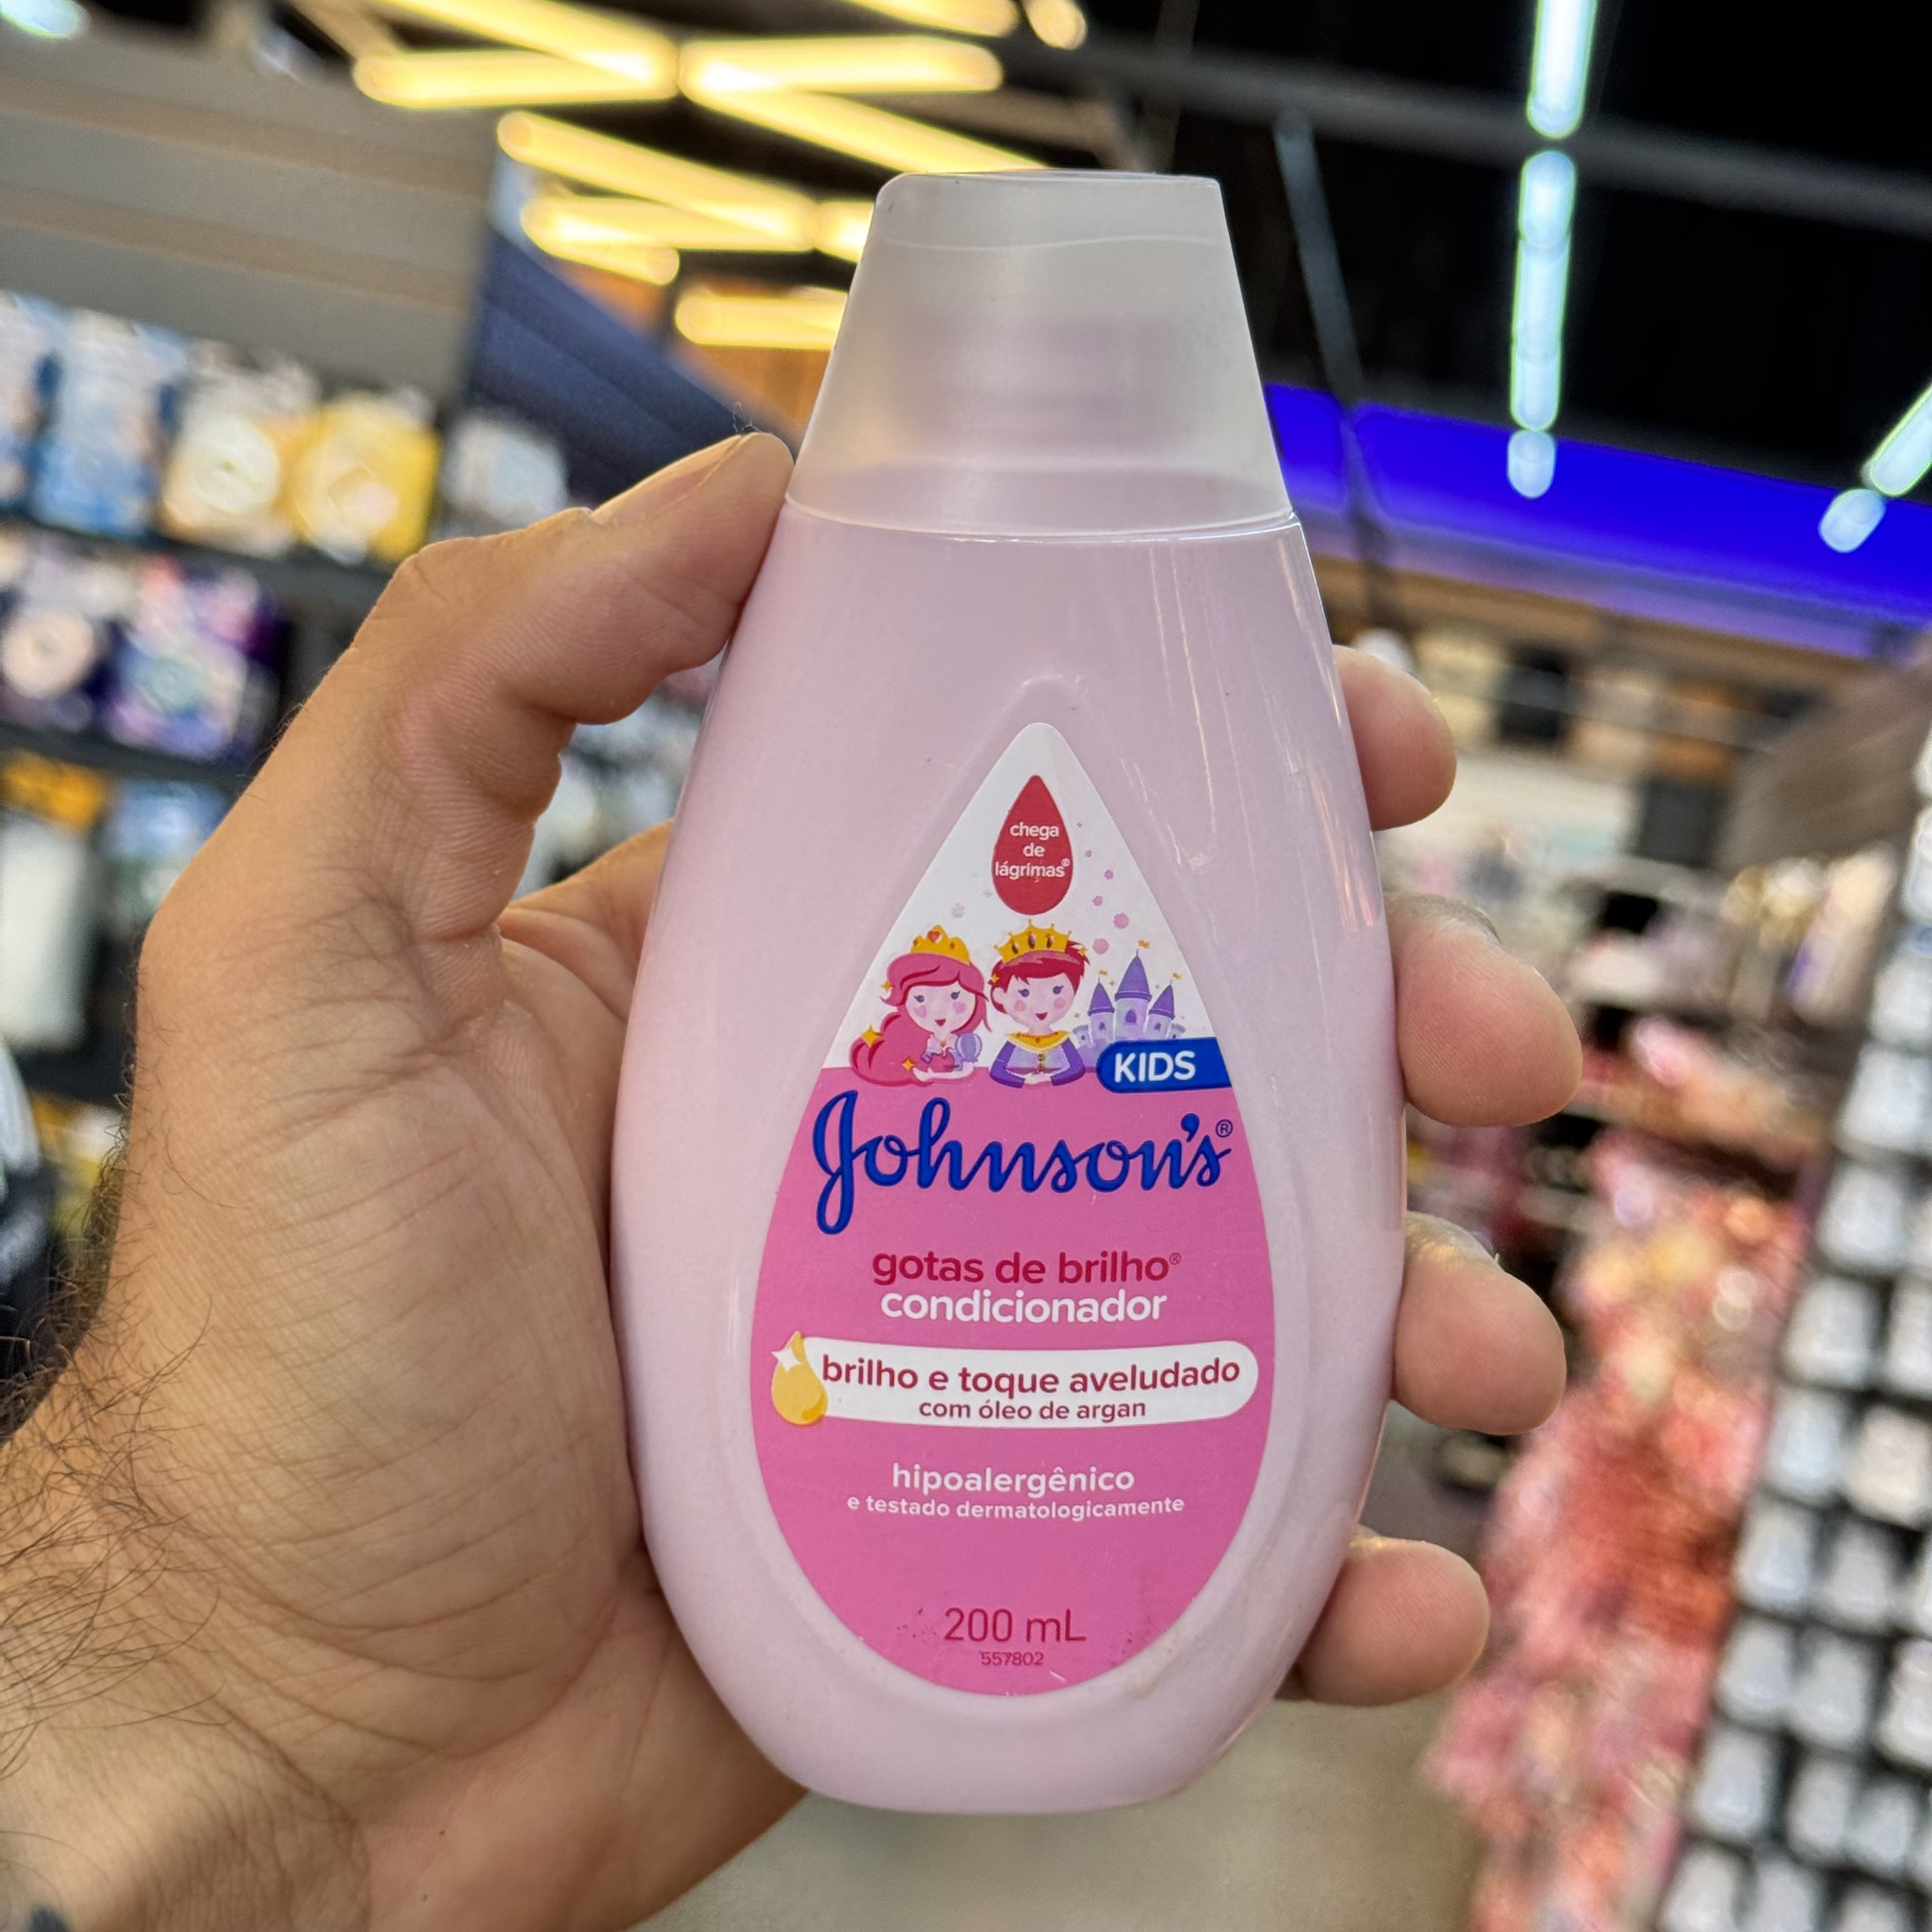 chega
de
lágrimas®
KIDS
Johnson's®
gotas de brilho®
condicionador
brilho e toque aveludado
com óleo de argan
hipoalergênico
e testado dermatologicamente
200 mL
557802